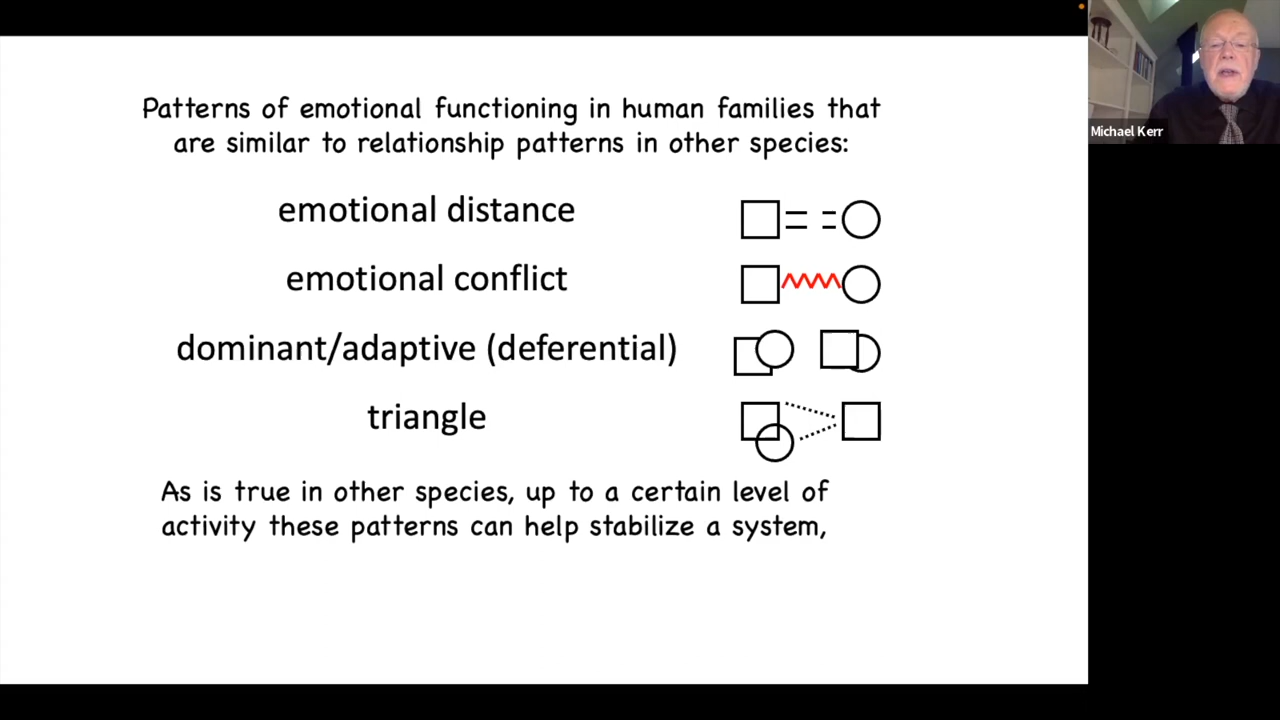 Patterns of emotional functioning in human families that
are similar to relationship patterns in other species:
emotional distance
emotional conflict
dominant/adaptive (deferential)
triangle
As is true in other species, up to a certain level of
activity these patterns can help stabilize a system,
Michael Kerr